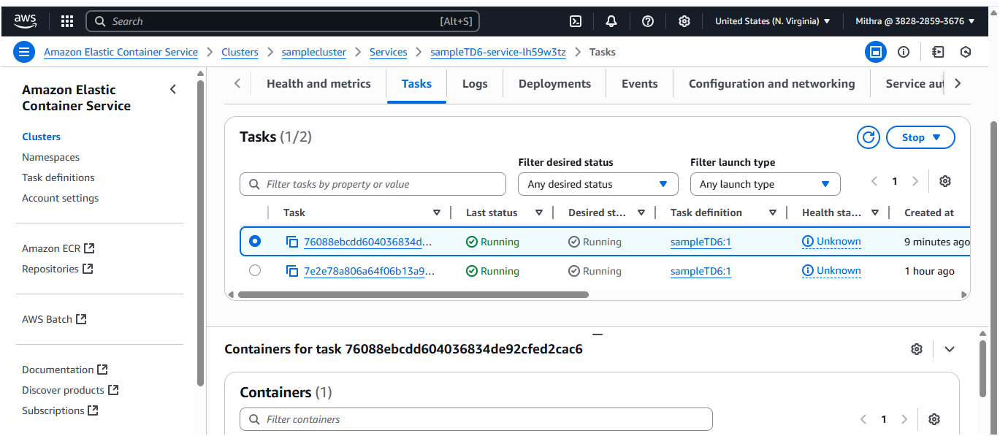 aws
Search [Alt+S]
United States (N. Virginia)
Mithra @ 3828-2859-3676
Amazon Elastic Container Service
Clusters
samplecluster
Services
sampleTD6-service-lh59w3tz
Tasks
Amazon Elastic
Container Service
Clusters
Namespaces
Task definitions
Account settings
Amazon ECR
Repositories
AWS Batch
Documentation
Discover products
Subscriptions
Health and metrics
Tasks
Logs
Deployments
Events
Configuration and networking
Service aut
Tasks (1/2)
Stop
Filter desired status
Filter launch type
Filter tasks by property or value
Any desired status
Any launch type
1
Task Last status Desired st... Task definition Health sta... Created at
76088ebcdd604036834d... Running Running sampleTD6:1 Unknown 9 minutes ago
7e2e78a806a64f06b13a9... Running Running sampleTD6:1 Unknown 1 hour ago
Containers for task 76088ebcdd604036834de92cfed2cac6
Containers (1)
Filter containers
1